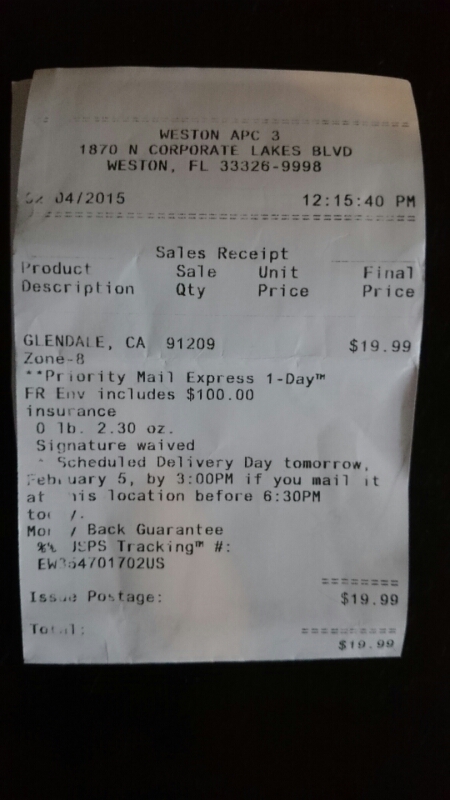 WESTON APC 3
1870 N CORPORATE LAKES BLVD
WESTON, FL 33326-9998
04/2015 12:15:40 PM
Sales Receipt
Product Sale Unit Final
Description Qty Price Price
GLENDALE, CA 91209 $19.99
Zone-8
**Priority Mail Express 1-Day™
FR Env includes $100.00
insurance
0 lb. 2.30 oz.
Signature waived
Scheduled Delivery Day tomorrow,
February 5, by 3:00PM if you mail it
at this location before 6:30PM
Back Guarantee
Tracking™ #:
Issue Postage: $19.99
Total:
$19.99